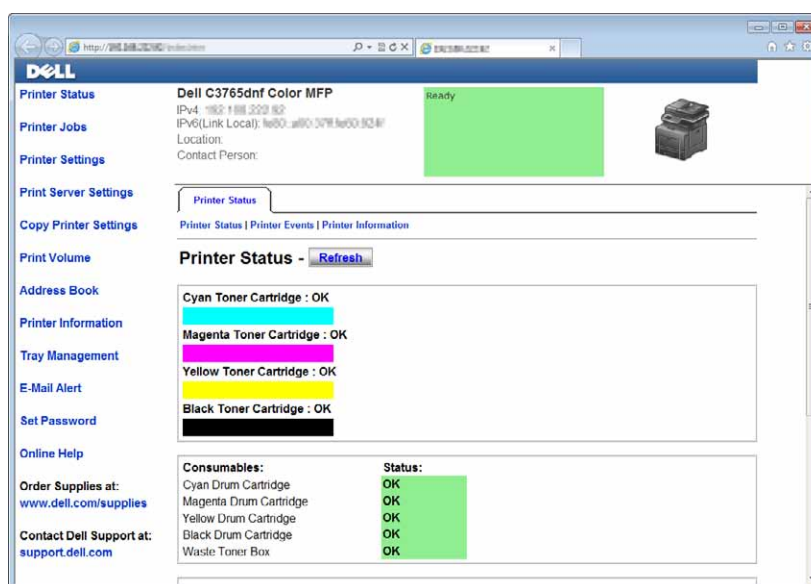 http://
DELL
Printer Status
Printer Jobs
Printer Settings
Print Server Settings
Copy Printer Settings
Print Volume
Address Book
Printer Information
Tray Management
E-Mail Alert
Set Password
Online Help
Order Supplies at:
www.dell.com/supplies
Contact Dell Support at:
support.dell.com
Dell C3765dnf Color MFP
IPv4:
IPv6(Link Local):
Location:
Contact Person:
Ready
Printer Status
Printer Status | Printer Events | Printer Information
Printer Status - Refresh
Cyan Toner Cartridge : OK
Magenta Toner Cartridge : OK
Yellow Toner Cartridge : OK
Black Toner Cartridge : OK
Consumables: Status:
Cyan Drum Cartridge OK
Magenta Drum Cartridge OK
Yellow Drum Cartridge OK
Black Drum Cartridge OK
Waste Toner Box OK